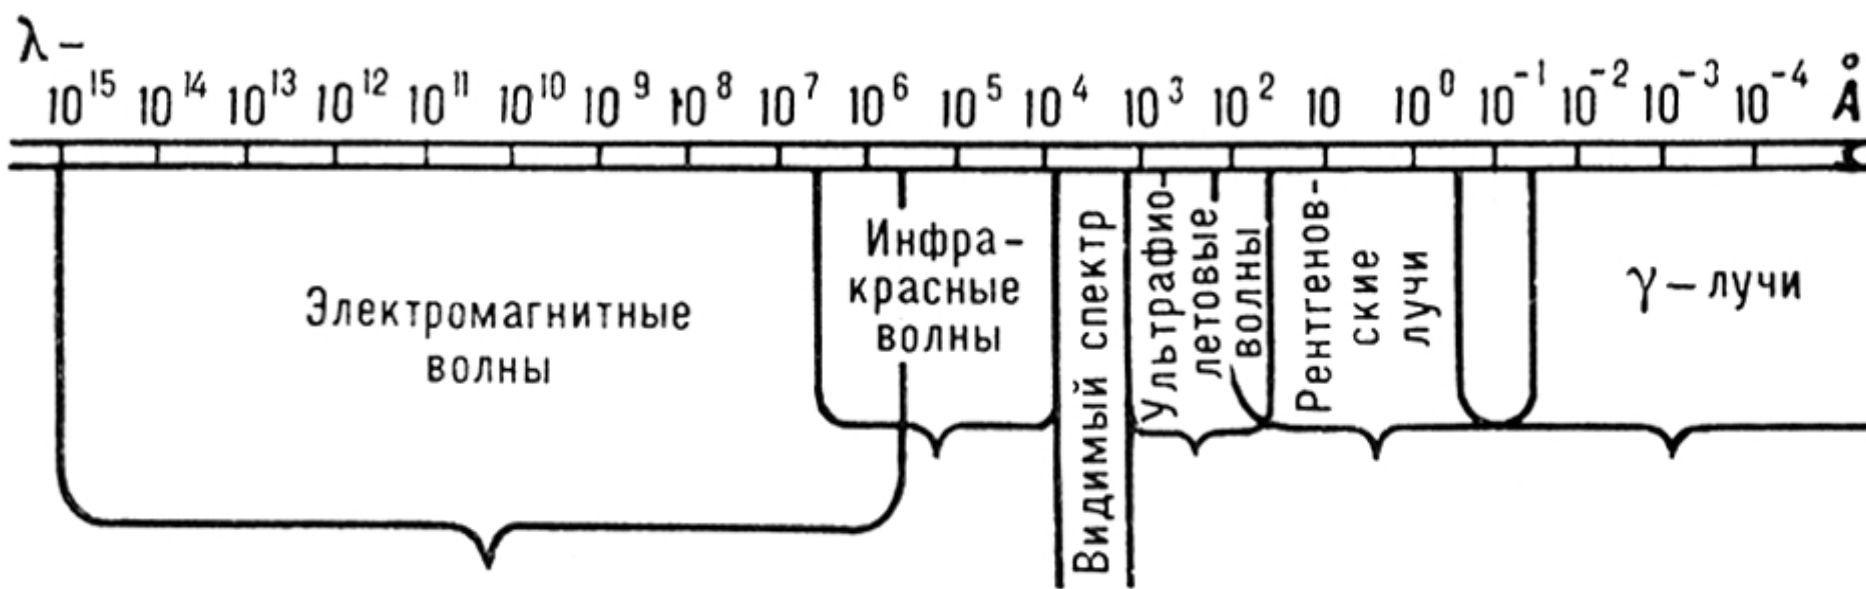 λ –
10¹⁵ 10¹⁴ 10¹³ 10¹² 10¹¹ 10¹⁰ 10⁹ 10⁸ 10⁷ 10⁶ 10⁵ 10⁴ 10³ 10² 10 10⁰ 10⁻¹ 10⁻² 10⁻³ 10⁻⁴ Å
Электромагнитные
волны
Инфра-
красные
волны
Видимый спектр
Ультрафио-
летовые
волны
Рентгенов-
ские
лучи
γ – лучи